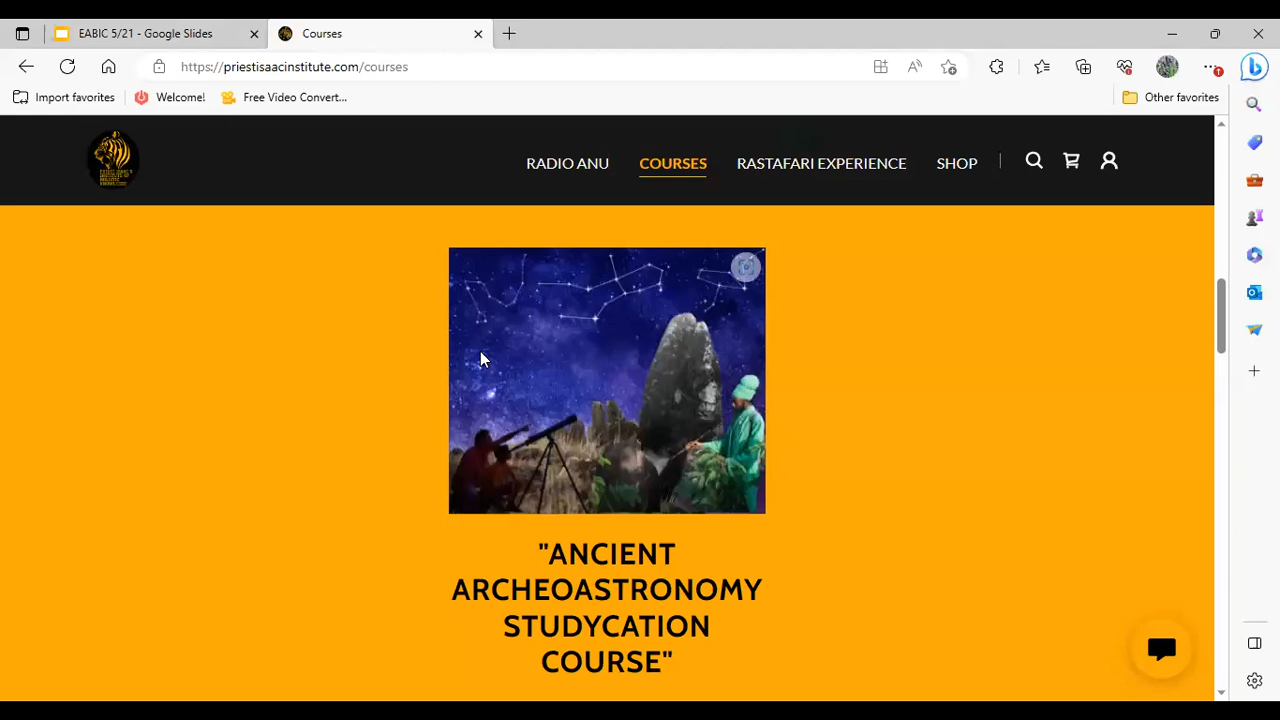 EABIC 5/21 - Google Slides
Courses
https://priestisaacinstitute.com/courses
Import favorites
Welcome!
Free Video Convert...
Other favorites
RADIO ANU
COURSES
RASTAFARI EXPERIENCE
SHOP
"ANCIENT
ARCHEOASTRONOMY
STUDYCATION
COURSE"